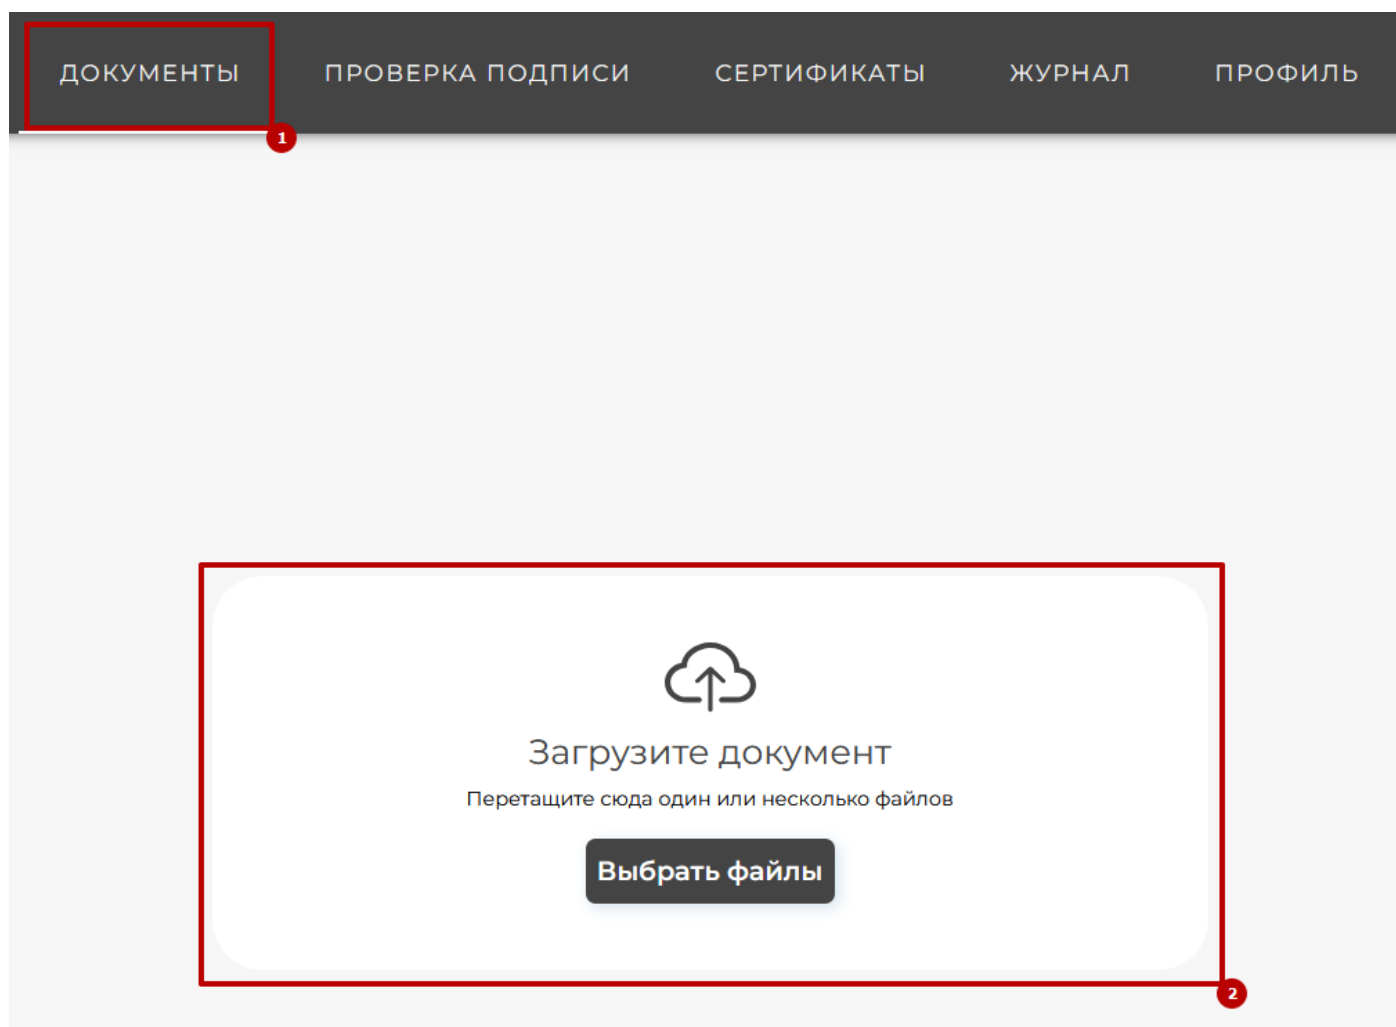 ДОКУМЕНТЫ ПРОВЕРКА ПОДПИСИ СЕРТИФИКАТЫ ЖУРНАЛ ПРОФИЛЬ
1
Загрузите документ
Перетащите сюда один или несколько файлов
Выбрать файлы
2